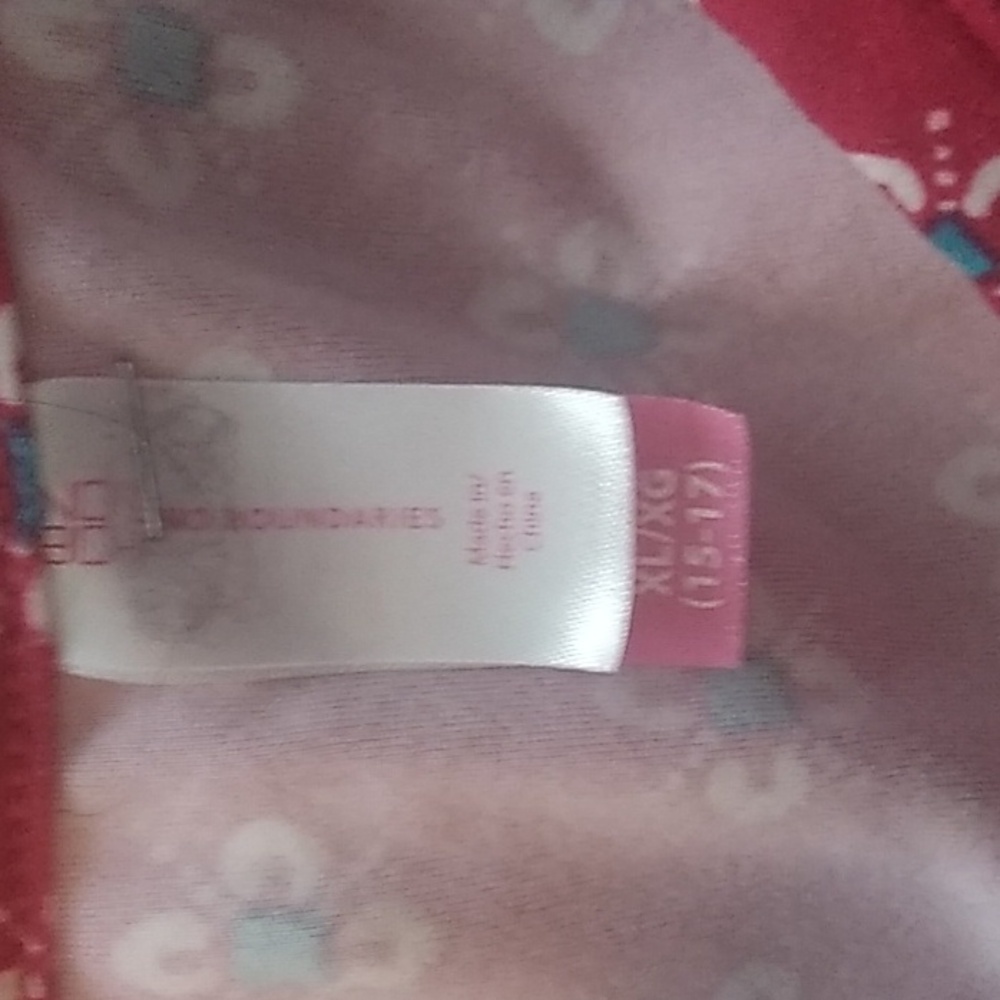 NO BOUNDARIES
Made in/
Hecho en
China
XL/XG
(15-17)